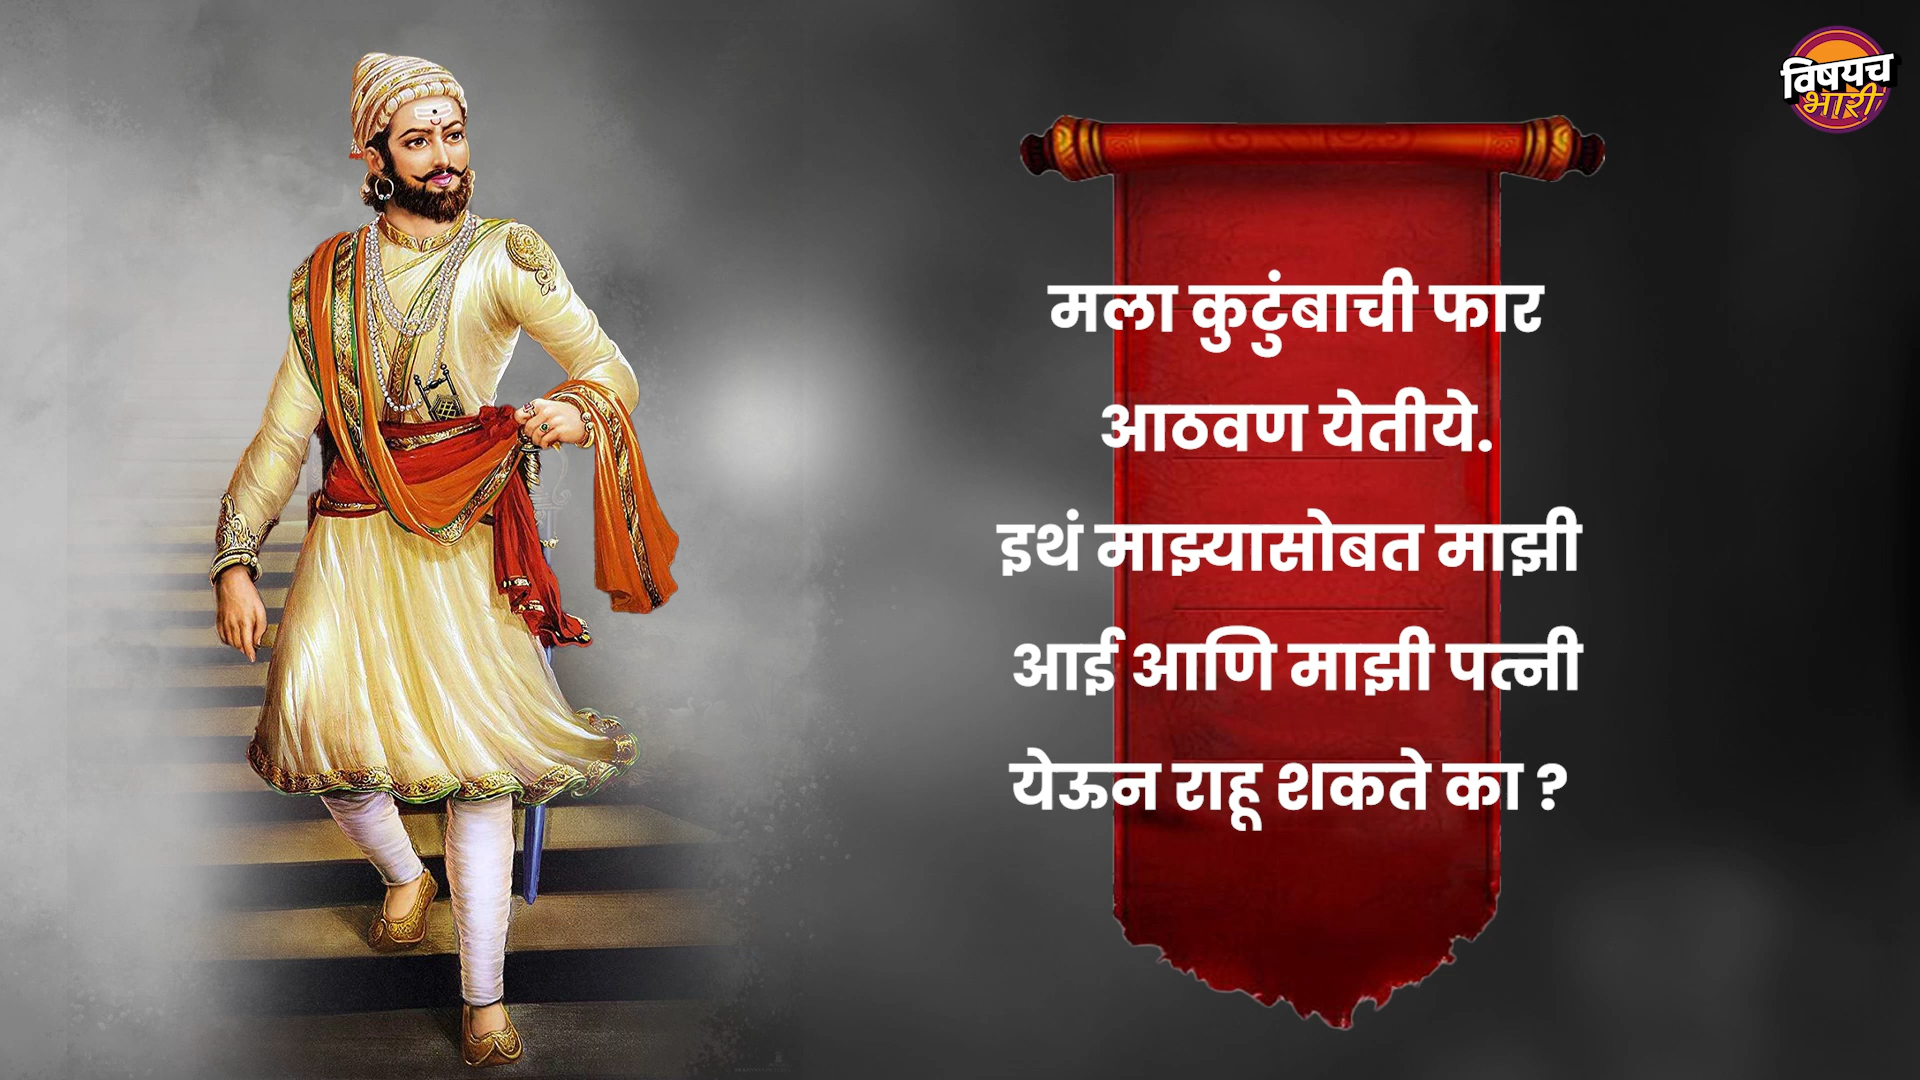 विषयच
भारी
मला कुटुंबाची फार
आठवण येतीये.
इथं माझ्यासोबत माझी
आई आणि माझी पत्नी
येऊन राहू शकते का ?